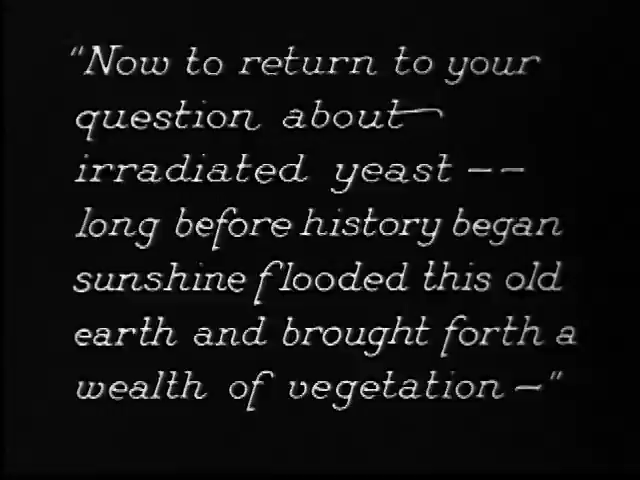 "Now to return to your
question about
irradiated yeast --
long before history began
sunshine flooded this old
earth and brought forth a
wealth of vegetation -"